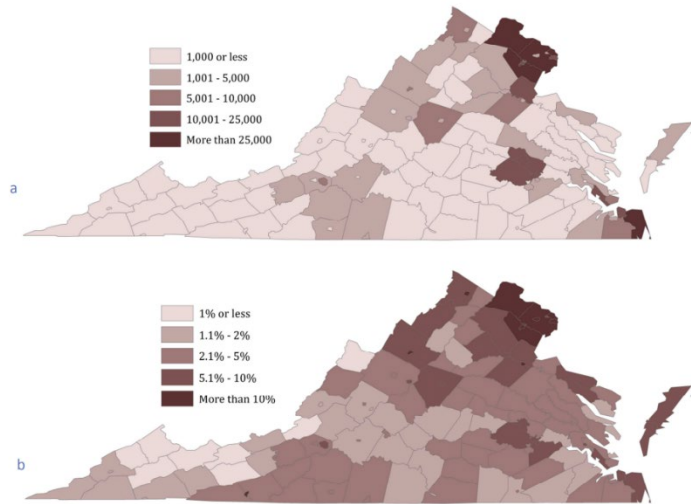 1,000 or less
1,001 - 5,000
5,001 - 10,000
10,001 - 25,000
More than 25,000
a
1% or less
1.1% - 2%
2.1% - 5%
5.1% - 10%
More than 10%
b